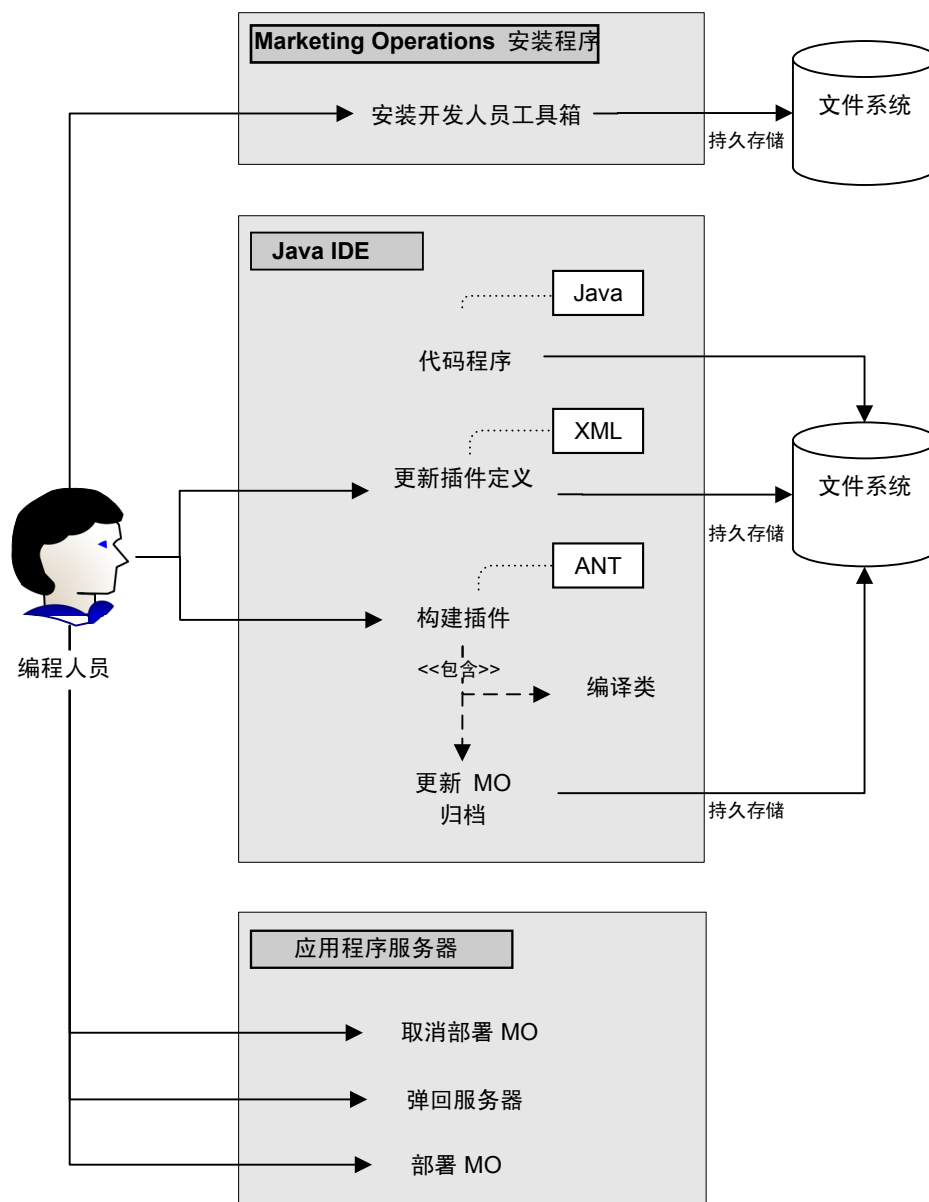 Marketing Operations 安装程序
安装开发人员工具箱
持久存储
文件系统
Java IDE
Java
代码程序
XML
更新插件定义
持久存储
文件系统
ANT
构建插件
<<包含>>
编译类
更新 MO
归档
持久存储
编程人员
应用程序服务器
取消部署 MO
弹回服务器
部署 MO